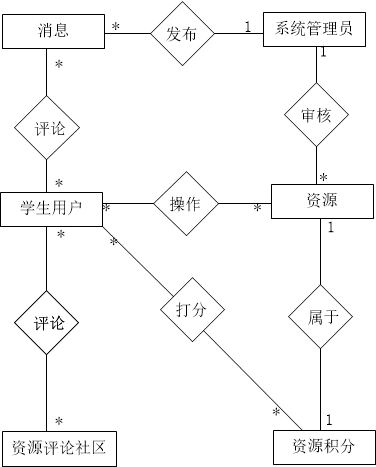 消息 * 发布 1 系统管理员
* 1
评论 审核
* *
学生用户 * 操作 * 资源
* * 1
评论 打分 属于
* * 1
资源评论社区 资源积分